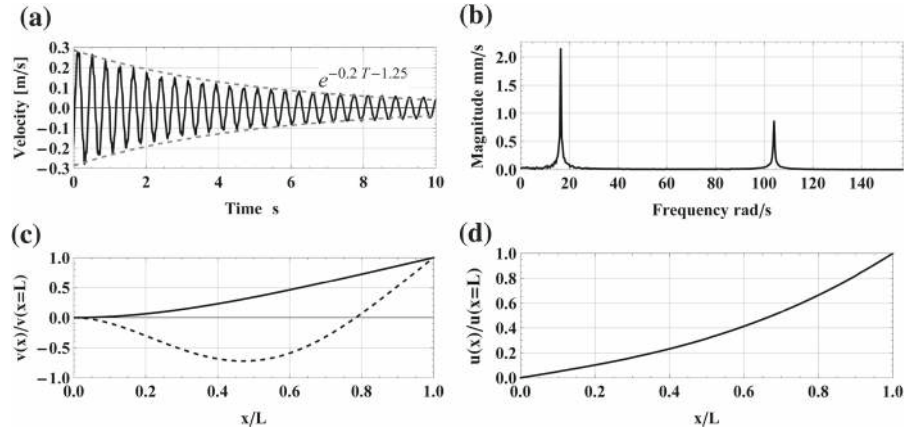 (a)
0.3
0.2
0.1
0.0
−0.1
−0.2
−0.3
Velocity [m/s]
e^{−0.2 T−1.25}
0 2 4 6 8 10
Time s
(b)
2.0
1.5
1.0
0.5
0.0
Magnitude mm/s
0 20 40 60 80 100 120 140
Frequency rad/s
(c)
1.0
0.5
0.0
−0.5
−1.0
v(x)/v(x=L)
0.0 0.2 0.4 0.6 0.8 1.0
x/L
(d)
1.0
0.8
0.6
0.4
0.2
0.0
u(x)/u(x=L)
0.0 0.2 0.4 0.6 0.8 1.0
x/L